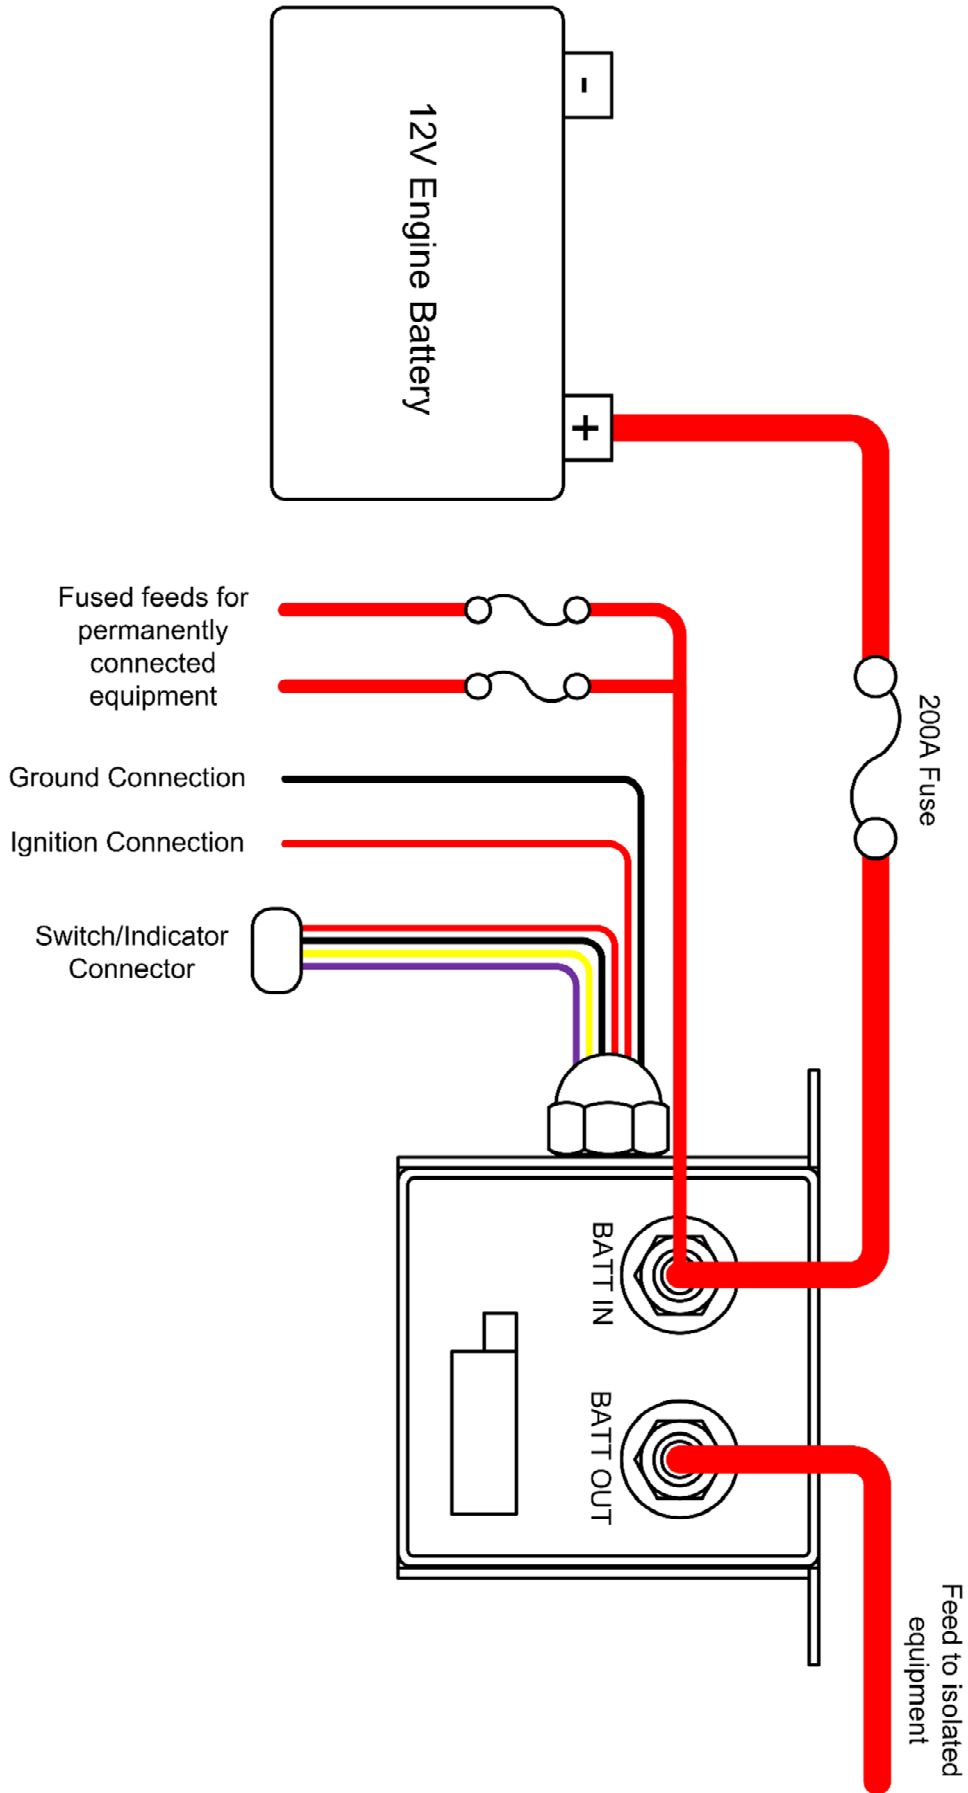 -
12V Engine Battery
+
Fused feeds for
permanently
connected
equipment
200A Fuse
Ground Connection
Ignition Connection
Switch/Indicator
Connector
BATT IN
BATT OUT
Feed to isolated
equipment